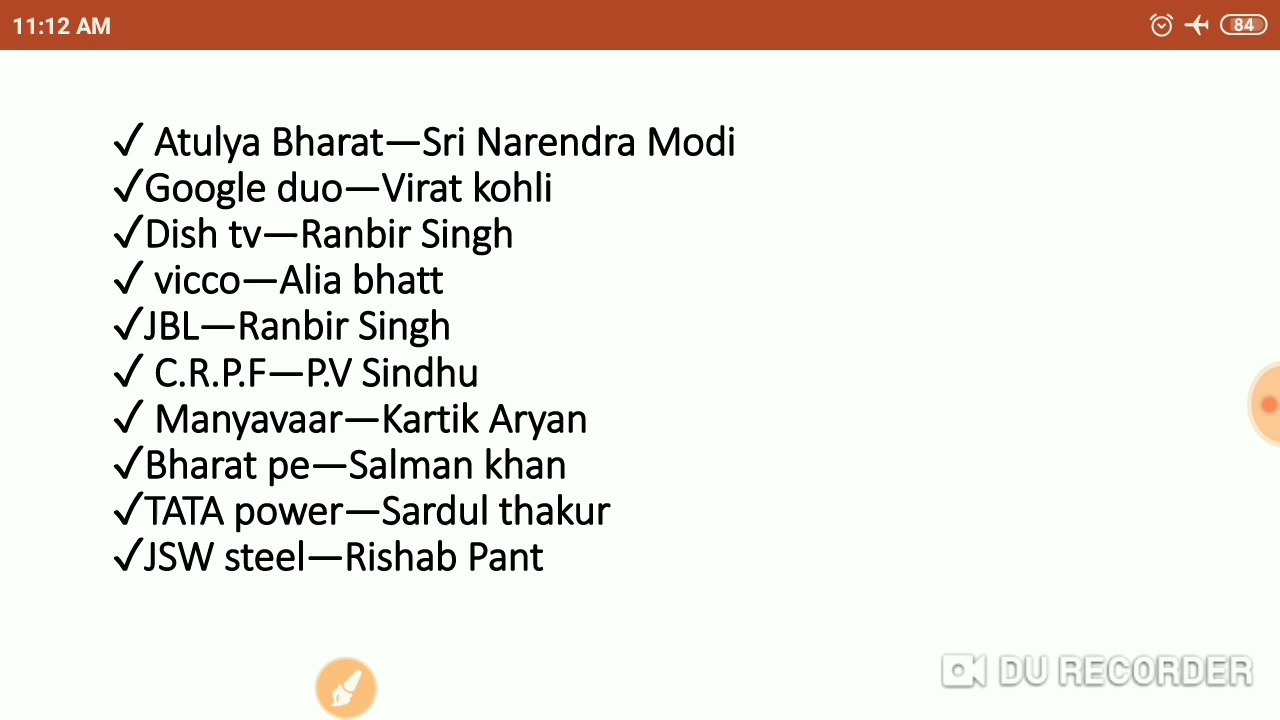 11:12 AM
84
✓ Atulya Bharat—Sri Narendra Modi
✓Google duo—Virat kohli
✓Dish tv—Ranbir Singh
✓ vicco—Alia bhatt
✓JBL—Ranbir Singh
✓ C.R.P.F—P.V Sindhu
✓ Manyavaar—Kartik Aryan
✓Bharat pe—Salman khan
✓TATA power—Sardul thakur
✓JSW steel—Rishab Pant
DU RECORDER